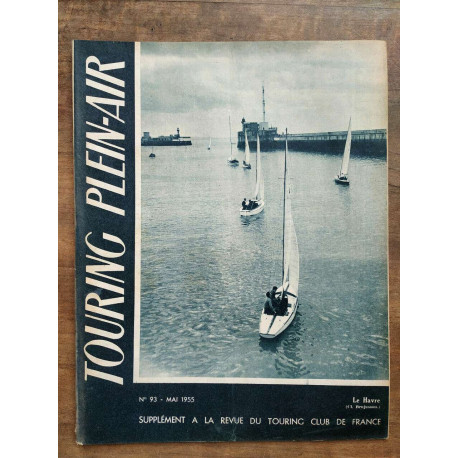 TOURING PLEIN-AIR
N° 93 - MAI 1955
Le Havre
SUPPLÉMENT A LA REVUE DU TOURING CLUB DE FRANCE